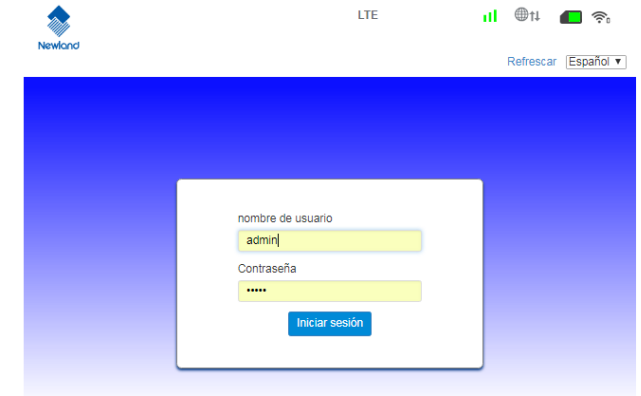 Newland
LTE
Refrescar Español
nombre de usuario
admin
Contraseña
•••••
Iniciar sesión